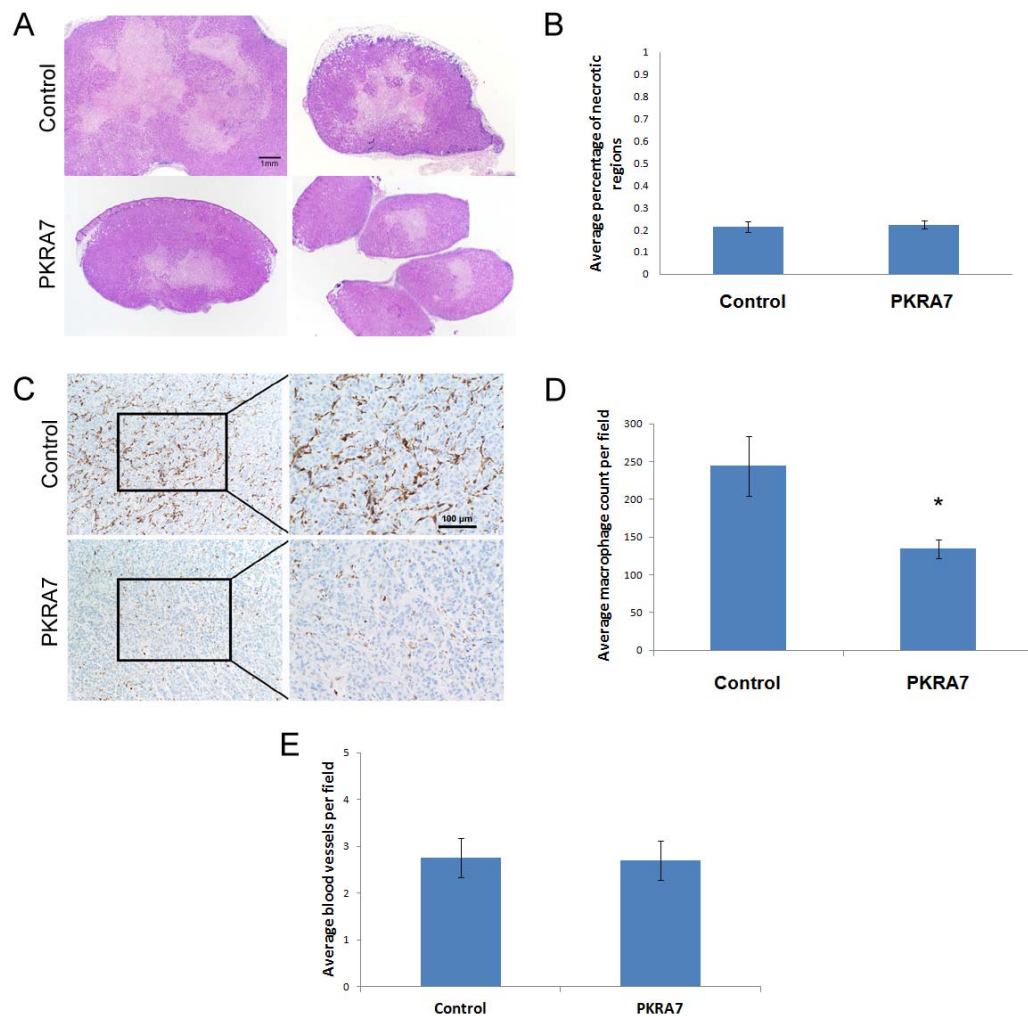 A
Control
1mm
PKRA7
B
Average percentage of necrotic
regions
1
0.9
0.8
0.7
0.6
0.5
0.4
0.3
0.2
0.1
0
Control
PKRA7
C
Control
100 µm
PKRA7
D
Average macrophage count per field
300
250
200
150
100
50
0
*
Control
PKRA7
E
Average blood vessels per field
5
4
3
2
1
0
Control
PKRA7